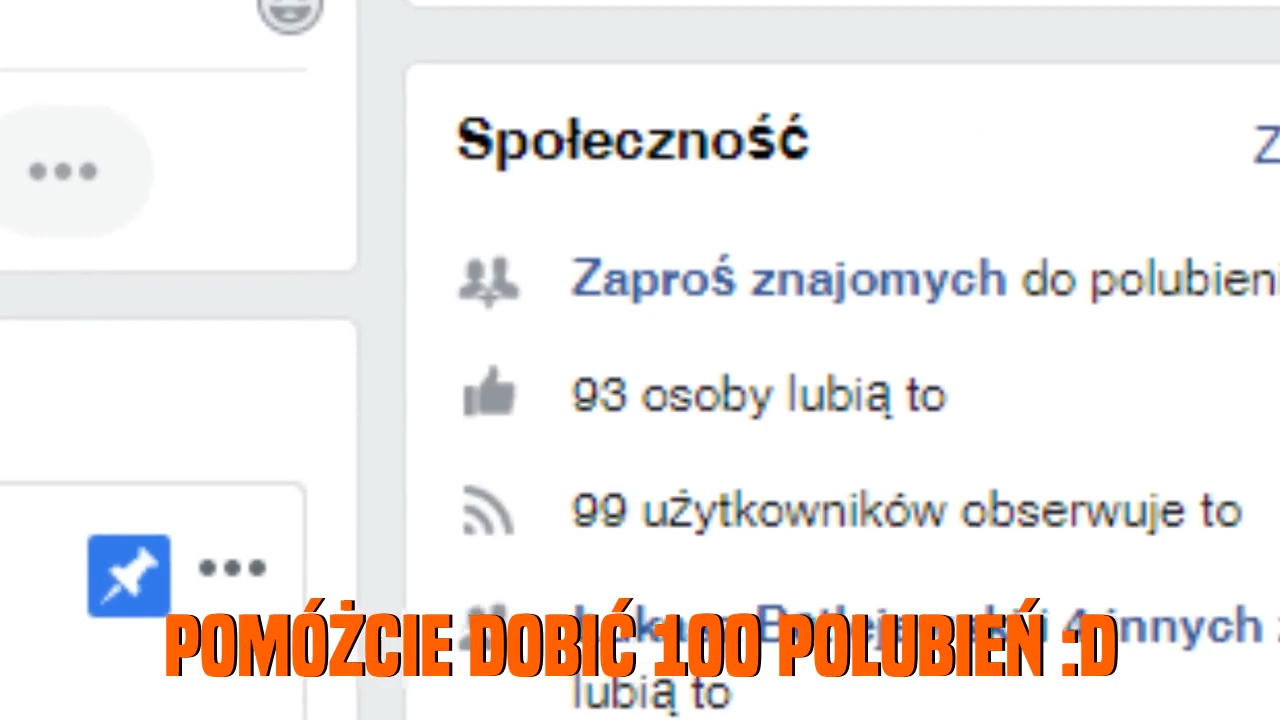 Społeczność
Z
Zaproś znajomych do polubieni
93 osoby lubią to
99 użytkowników obserwuje to
i 4 innych z
lubią to
POMÓŻCIE DOBIĆ 100 POLUBIEŃ :D